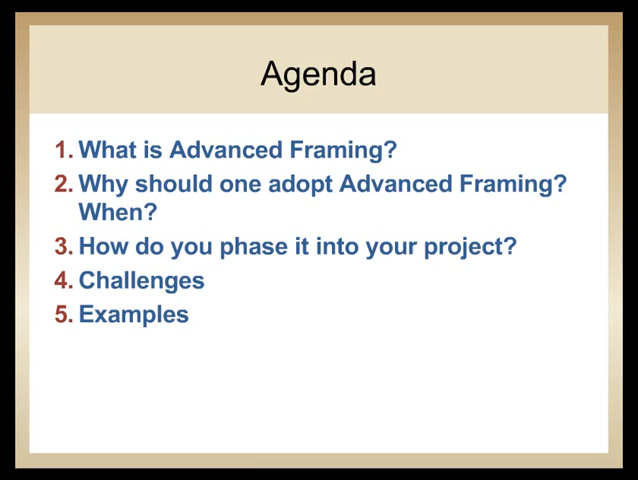 Agenda
1. What is Advanced Framing?
2. Why should one adopt Advanced Framing?
When?
3. How do you phase it into your project?
4. Challenges
5. Examples